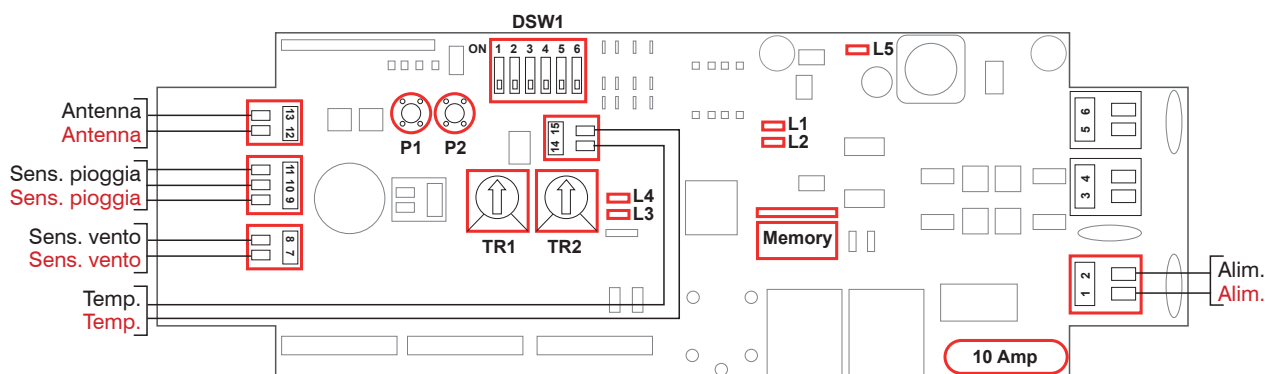 DSW1
ON 1 2 3 4 5 6
L5
Antenna
Antenna
13
12
P1 P2
15
14
L1
L2
6
5
Sens. pioggia
Sens. pioggia
11
10
9
4
3
L4
L3
TR1 TR2
Memory
Sens. vento
Sens. vento
8
7
Temp.
Temp.
2
1
Alim.
Alim.
10 Amp